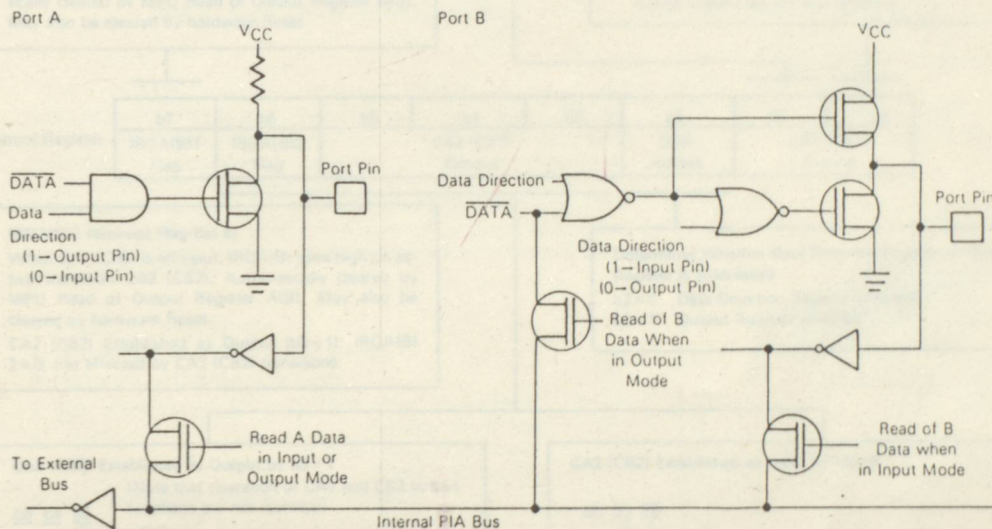 Port A
Port B
VCC
VCC
Port Pin
DATA
Data
Direction
(1→Output Pin)
(0→Input Pin)
Data Direction
DATA
Port Pin
Data Direction
(1→Input Pin)
(0→Output Pin)
Read of B
Data When
in Output
Mode
Read A Data
in Input or
Output Mode
Read of B
Data when
in Input Mode
To External
Bus
Internal PIA Bus